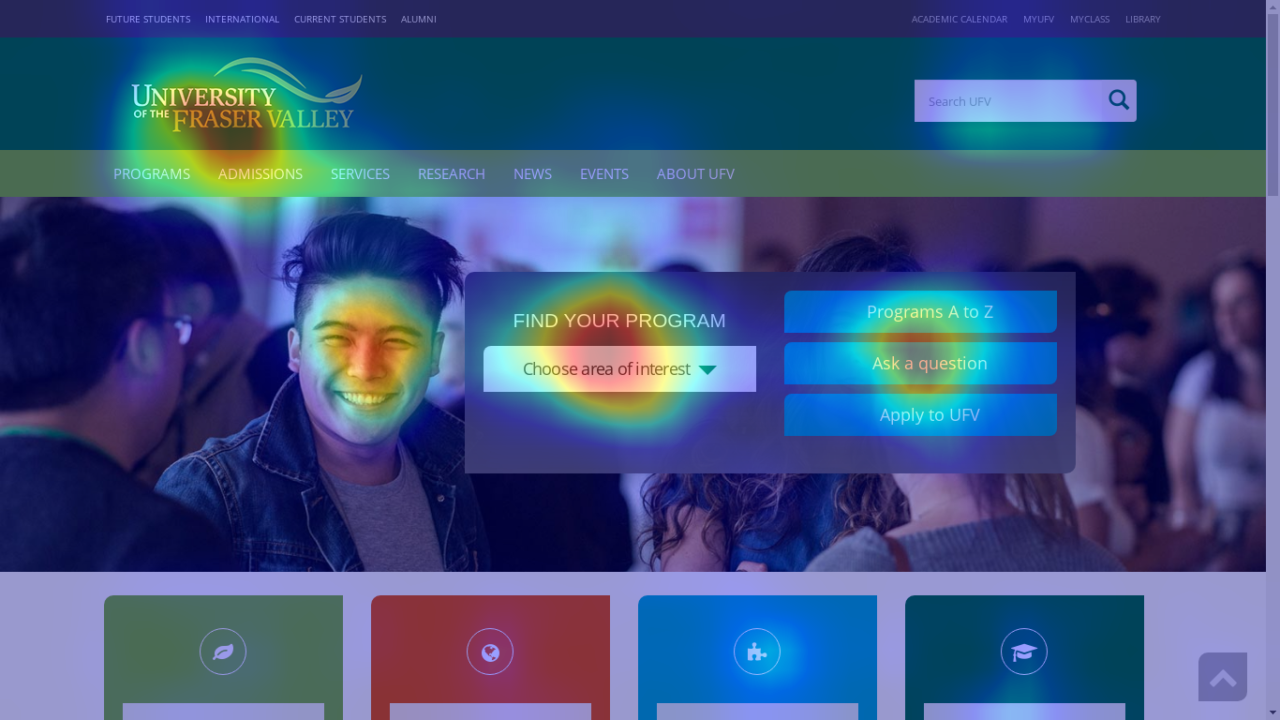 FUTURE STUDENTS INTERNATIONAL CURRENT STUDENTS ALUMNI ACADEMIC CALENDAR MYUFV MYCLASS LIBRARY
UNIVERSITY
OF THE FRASER VALLEY
Search UFV
PROGRAMS ADMISSIONS SERVICES RESEARCH NEWS EVENTS ABOUT UFV
FIND YOUR PROGRAM
Choose area of interest
Programs A to Z
Ask a question
Apply to UFV